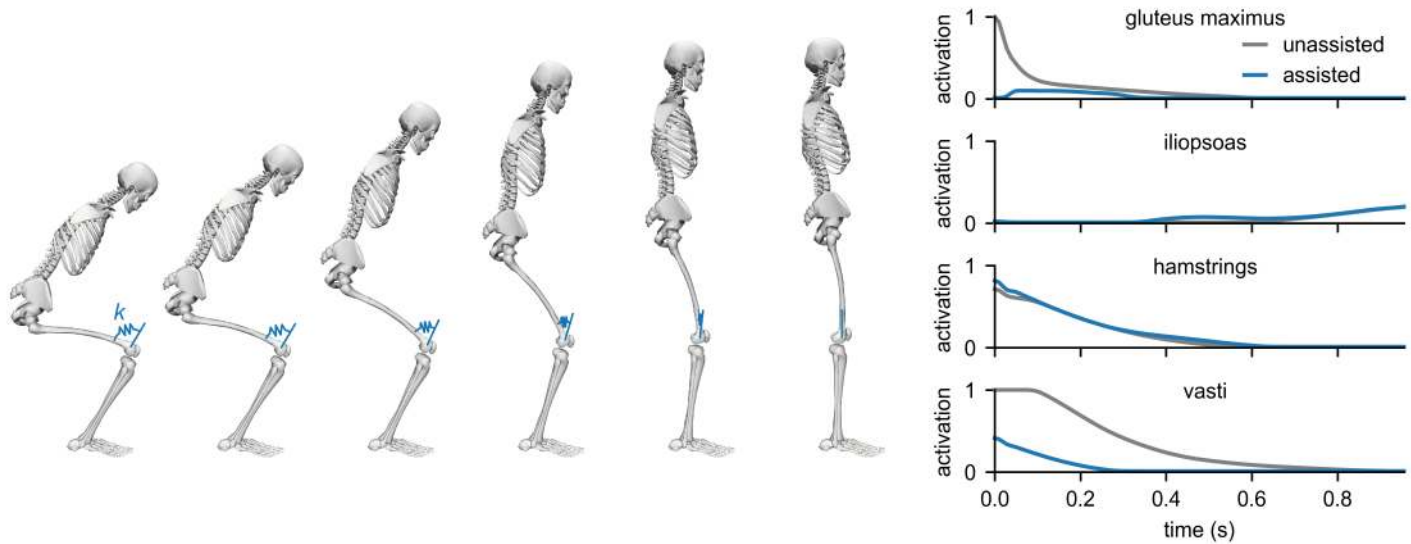 k
gluteus maximus
activation
1
0
unassisted
assisted
iliopsoas
activation
1
0
hamstrings
activation
1
0
vasti
activation
1
0
0.0 0.2 0.4 0.6 0.8
time (s)